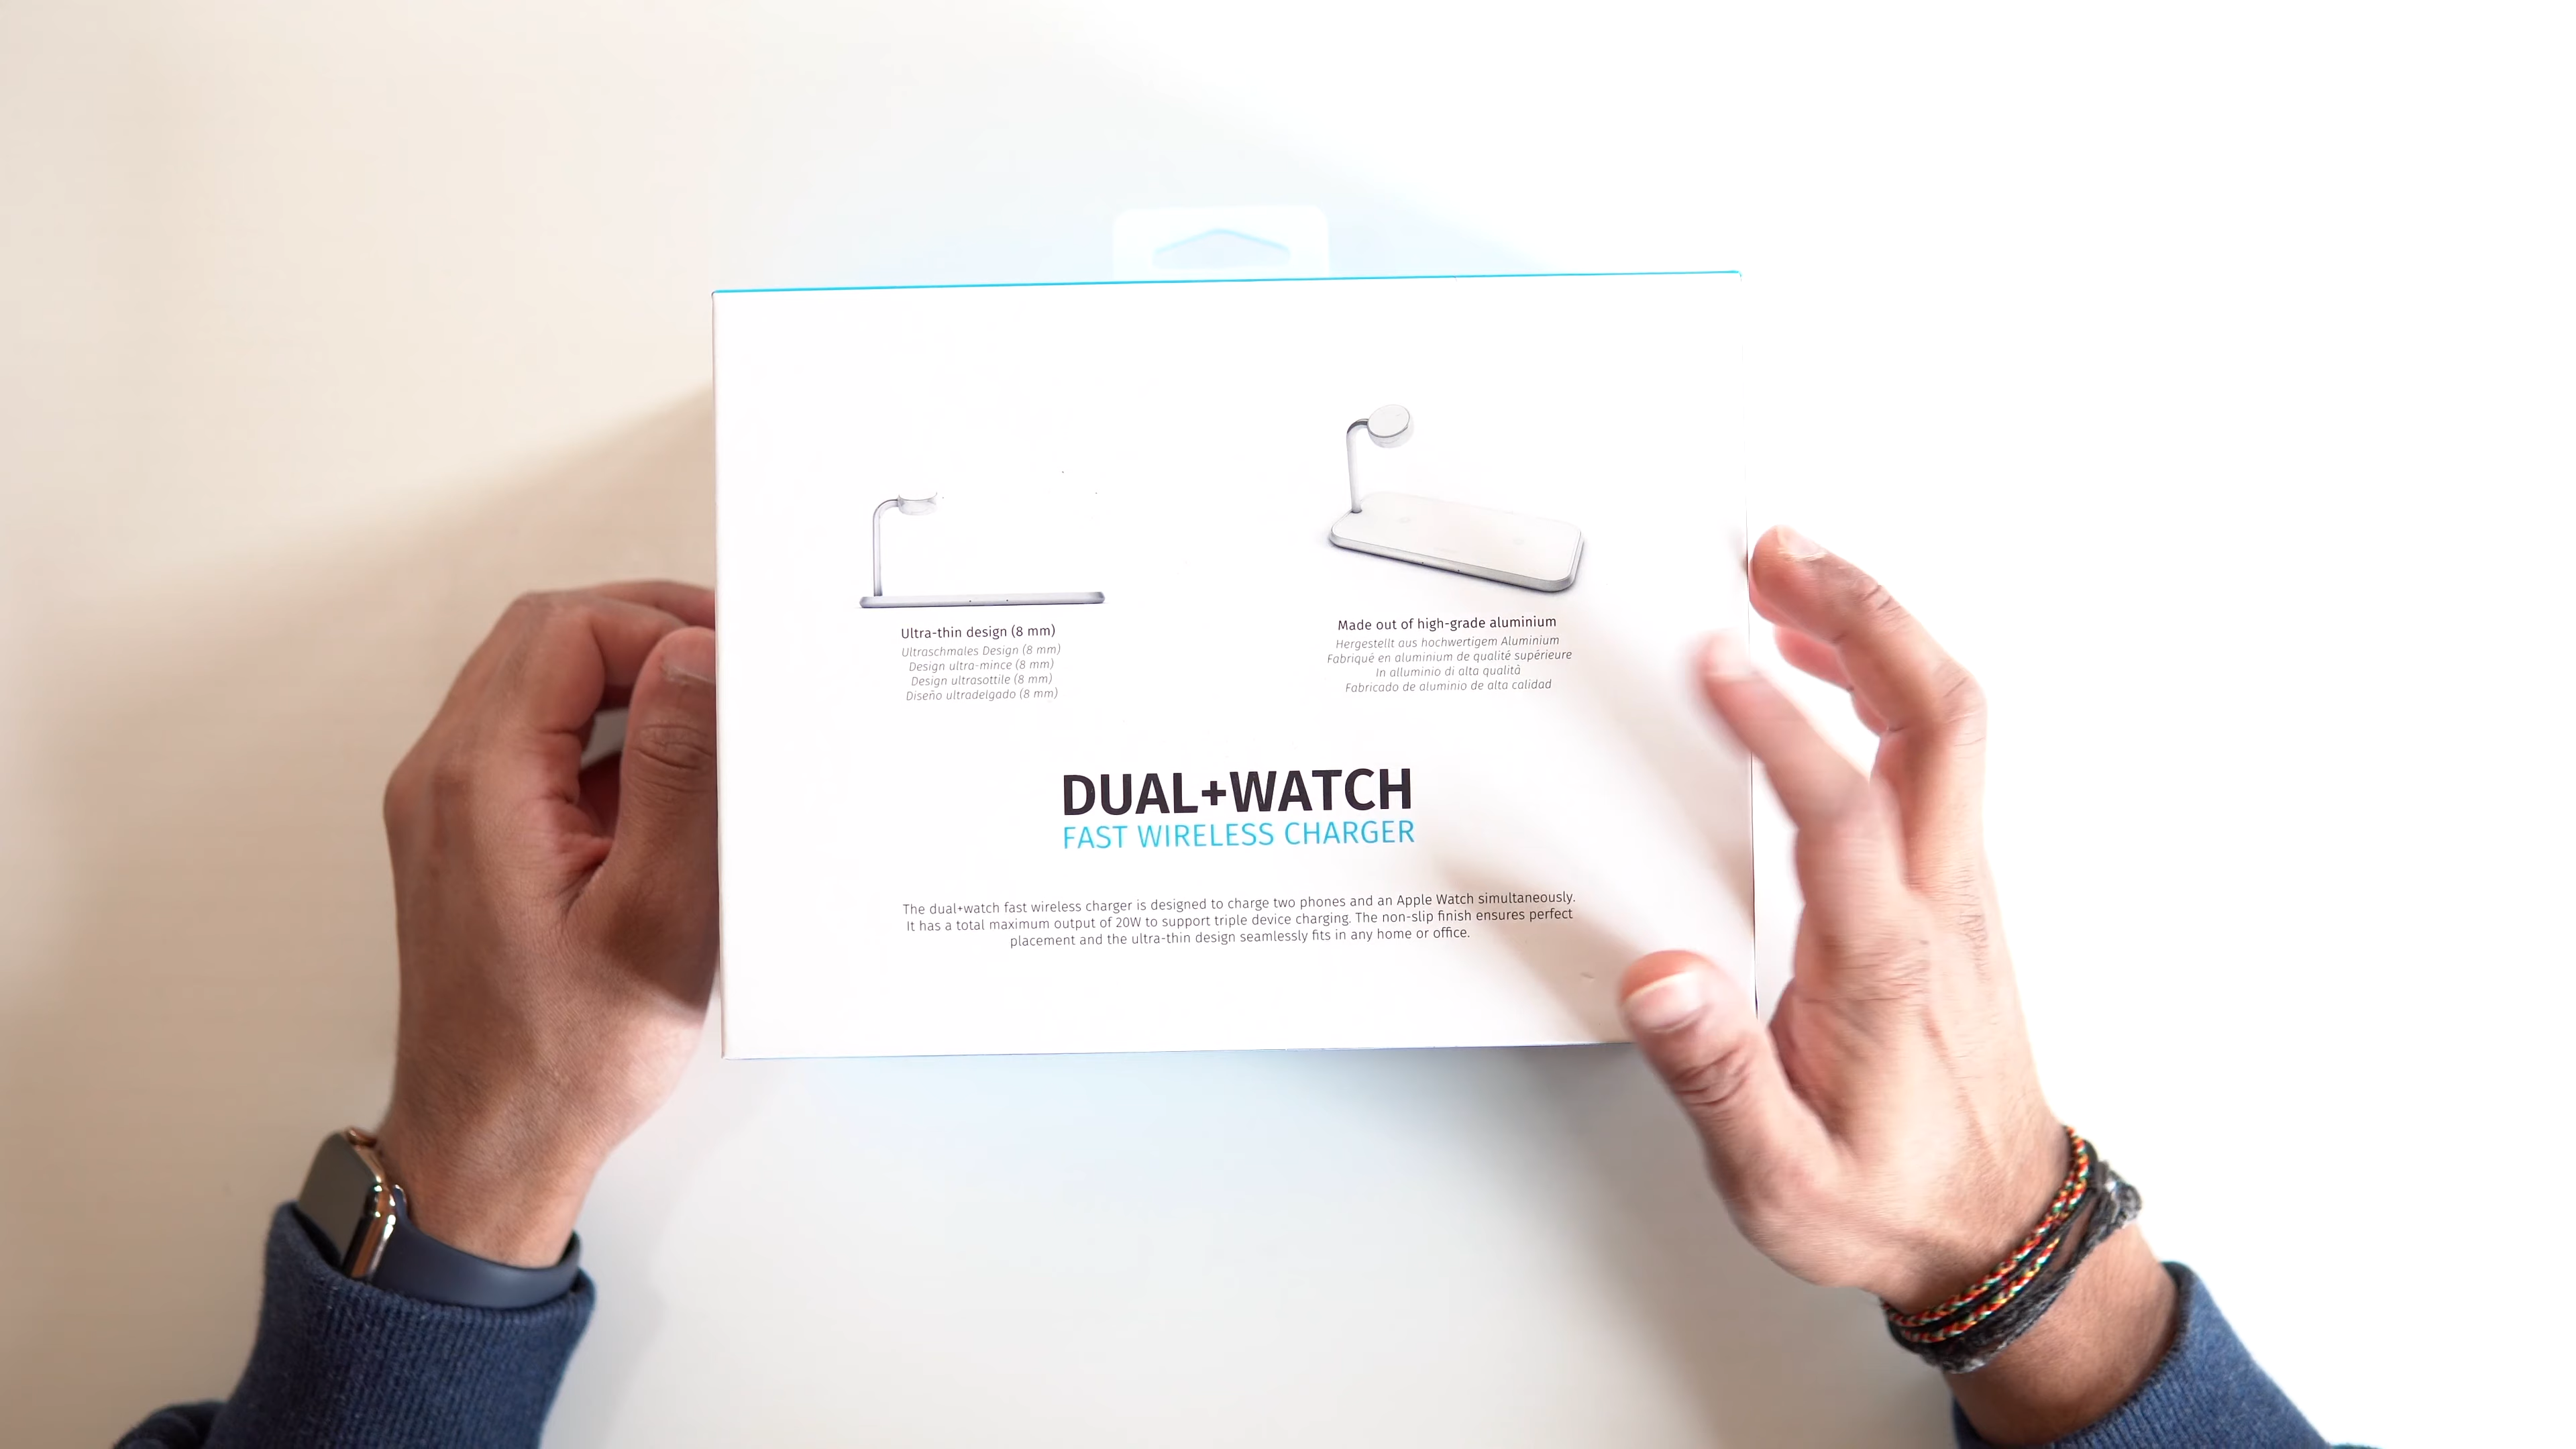 Ultra-thin design (8 mm)
Ultraschmales Design (8 mm)
Design ultra-mince (8 mm)
Design ultrasottile (8 mm)
Diseño ultradelgado (8 mm)
Made out of high-grade aluminium
Hergestellt aus hochwertigem Aluminium
Fabriqué en aluminium de qualité supérieure
In alluminio di alta qualità
Fabricado de aluminio de alta calidad
DUAL+WATCH
FAST WIRELESS CHARGER
The dual+watch fast wireless charger is designed to charge two phones and an Apple Watch simultaneously.
It has a total maximum output of 20W to support triple device charging. The non-slip finish ensures perfect
placement and the ultra-thin design seamlessly fits in any home or office.